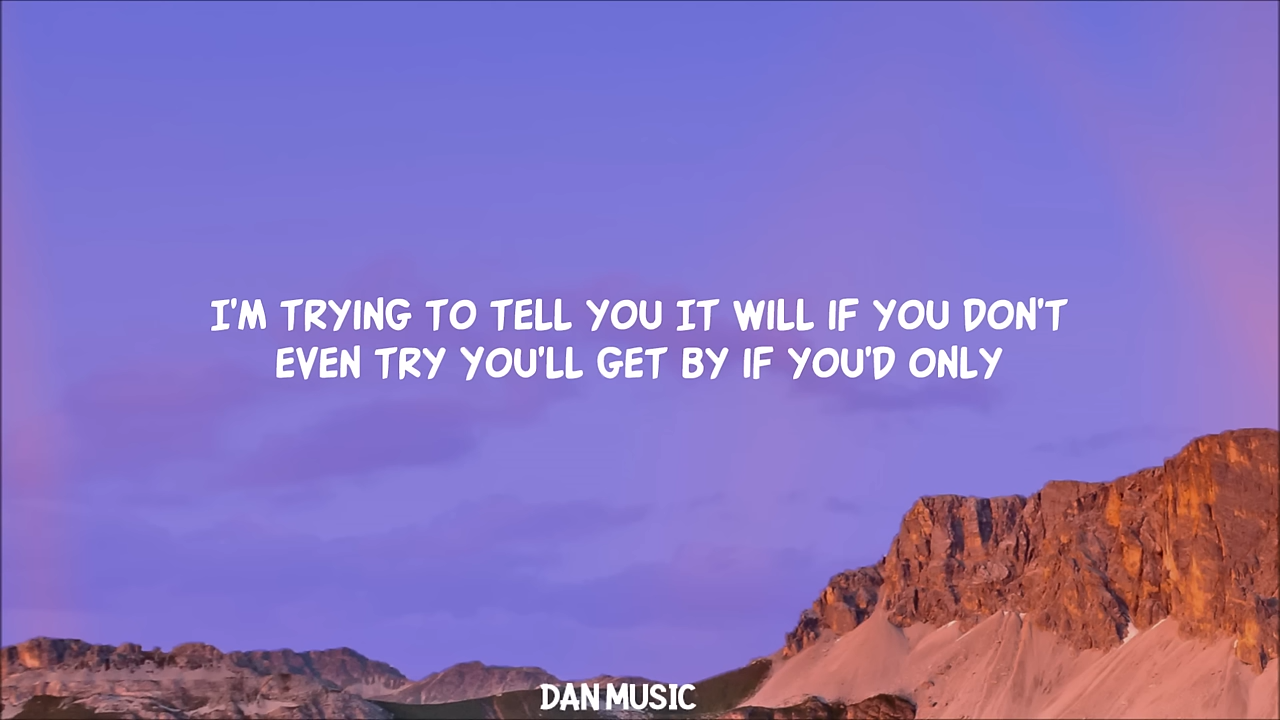 I'M TRYING TO TELL YOU IT WILL IF YOU DON'T
EVEN TRY YOU'LL GET BY IF YOU'D ONLY
DAN MUSIC